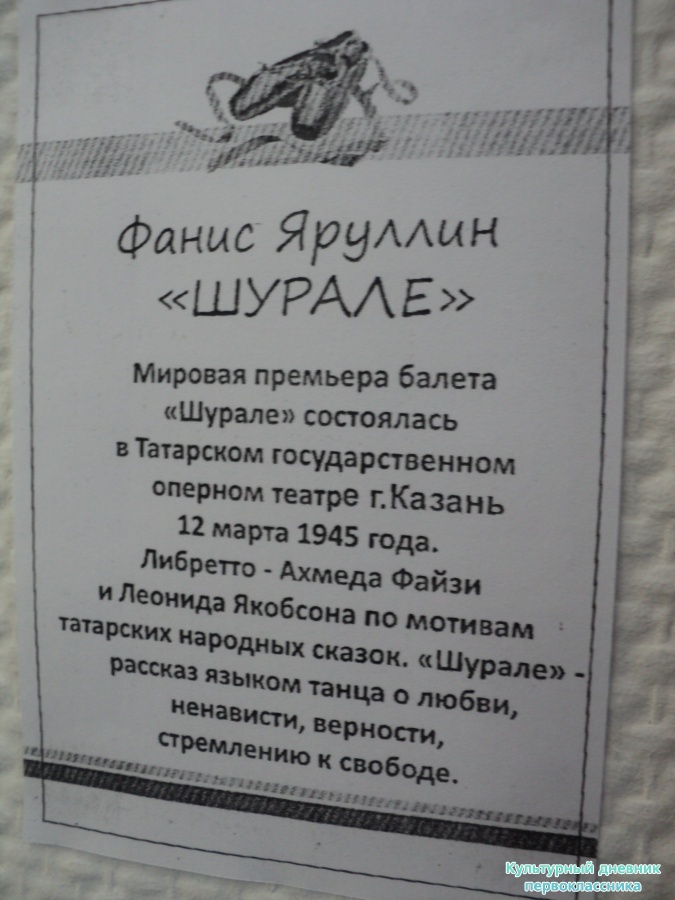 Фанис Яруллин
«ШУРАЛЕ»
Мировая премьера балета
«Шурале» состоялась
в Татарском государственном
оперном театре г.Казань
12 марта 1945 года.
Либретто - Ахмеда Файзи
и Леонида Якобсона по мотивам
татарских народных сказок. «Шурале» -
рассказ языком танца о любви,
ненависти, верности,
стремлению к свободе.
Культурный дневник
первоклассника